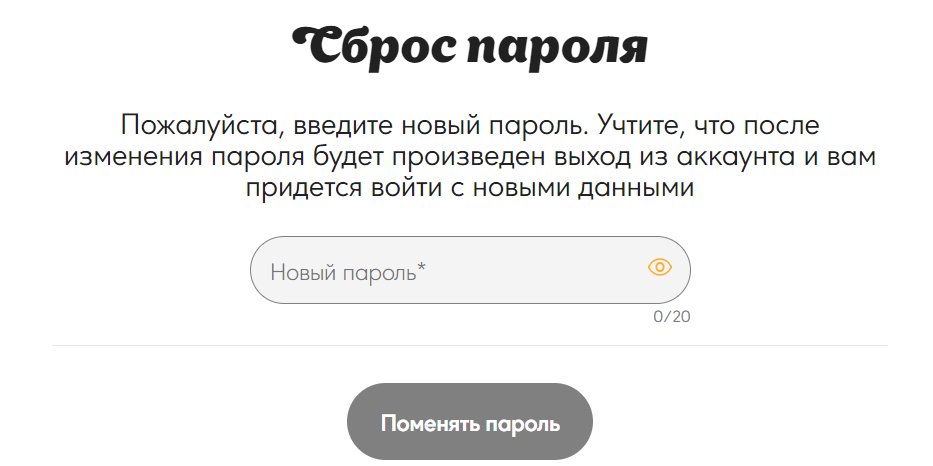 Сброс пароля
Пожалуйста, введите новый пароль. Учтите, что после
изменения пароля будет произведен выход из аккаунта и вам
придется войти с новыми данными
Новый пароль*
0/20
Поменять пароль